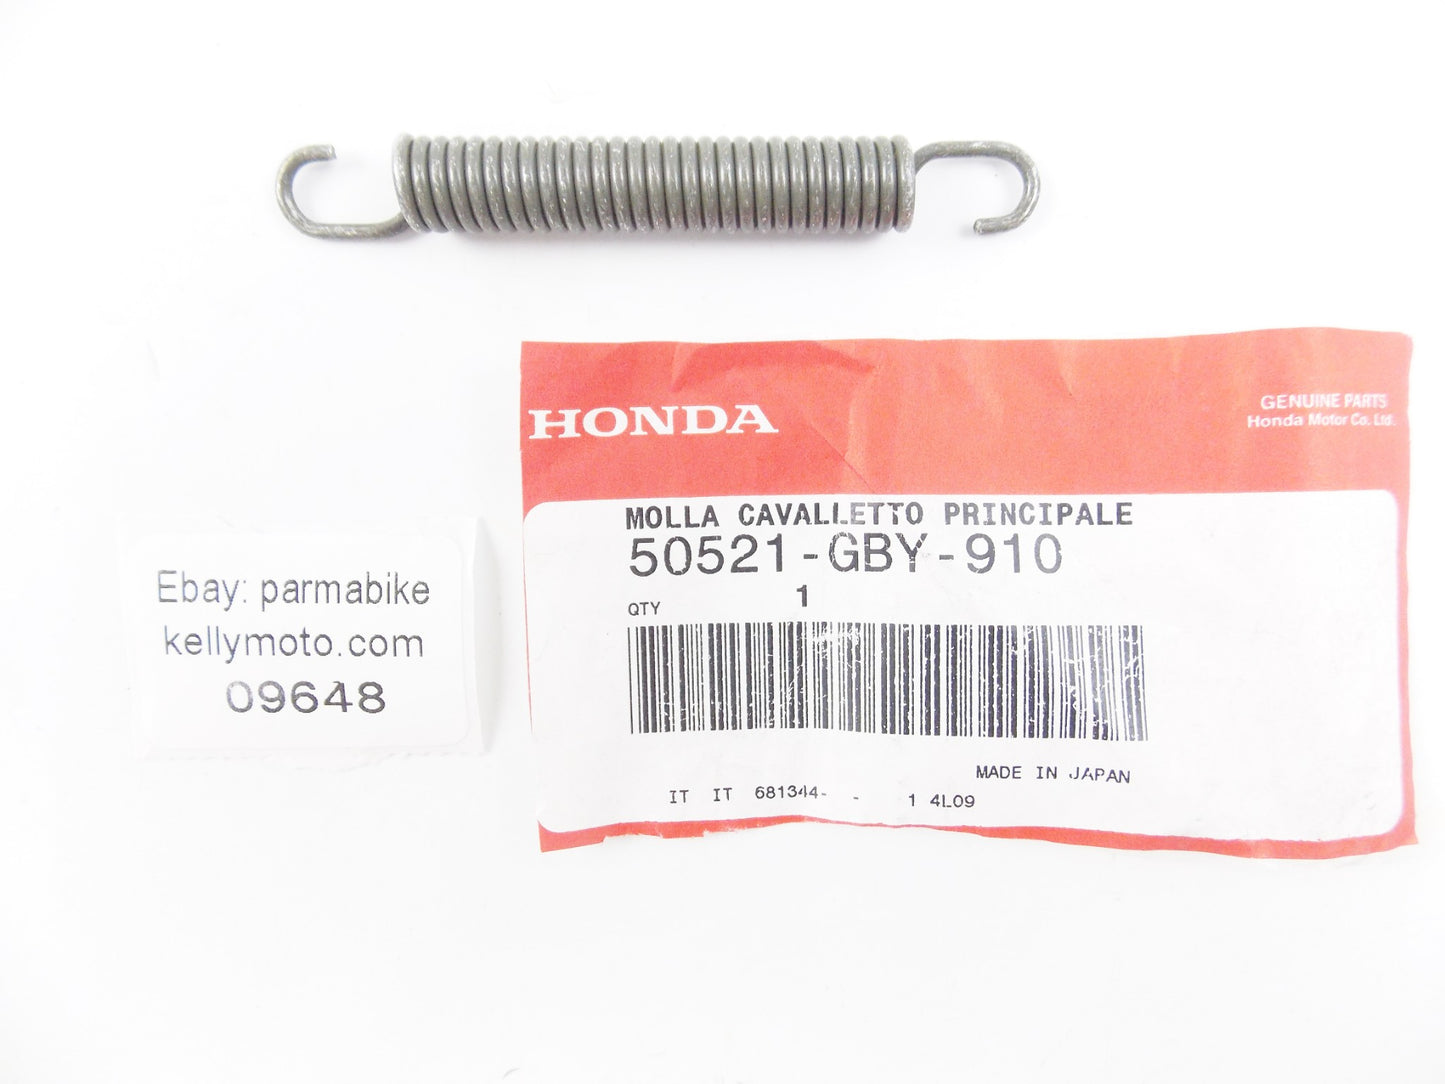 HONDA
GENUINE PARTS
Honda Motor Co. Ltd.
MOLLA CAVALLETTO PRINCIPALE
50521-GBY-910
QTY 1
MADE IN JAPAN
IT IT 681344- - 1 4L09
Ebay: parmabike
kellymoto.com
09648